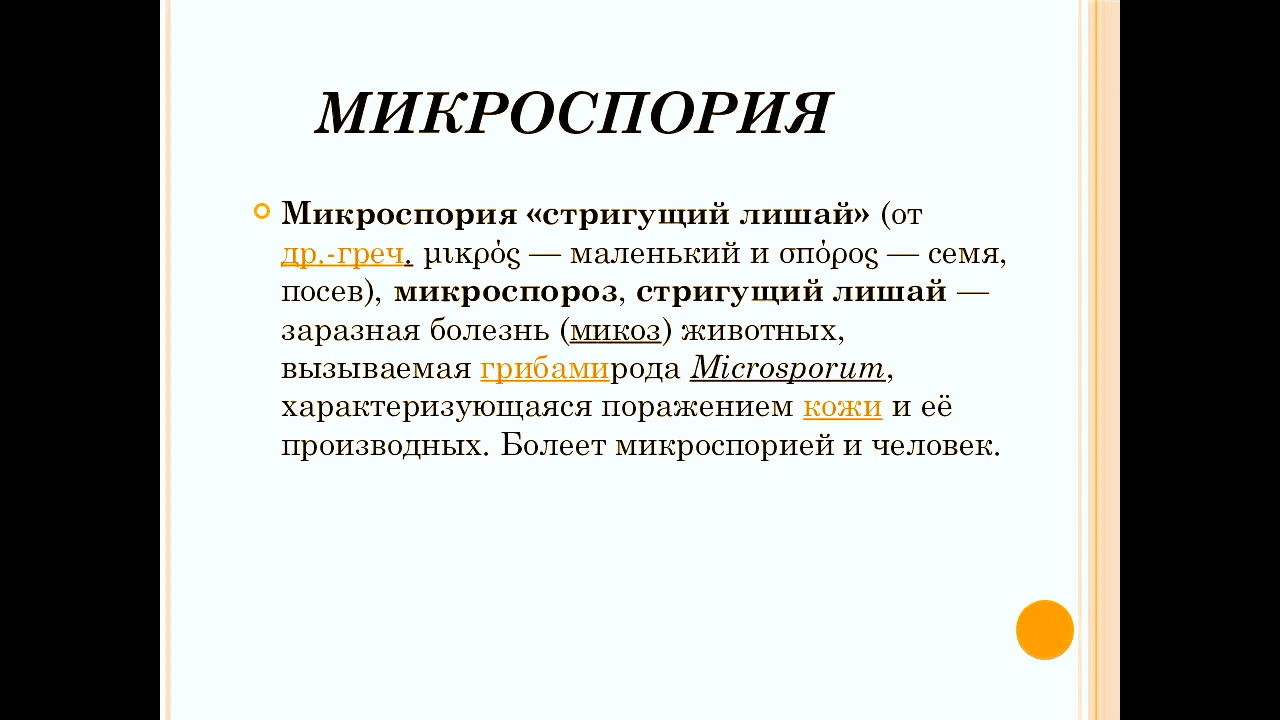 МИКРОСПОРИЯ
Микроспория «стригущий лишай» (от
др.-греч. μικρός — маленький и σπόρος — семя,
посев), микроспороз, стригущий лишай —
заразная болезнь (микоз) животных,
вызываемая грибамирода Microsporum,
характеризующаяся поражением кожи и её
производных. Болеет микроспорией и человек.